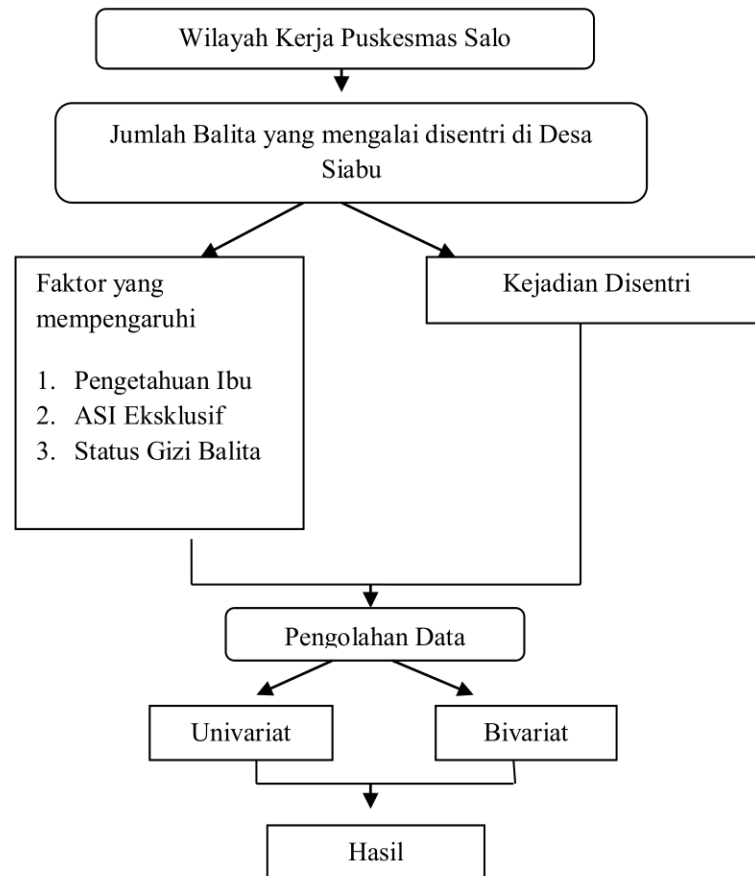 Wilayah Kerja Puskesmas Salo
Jumlah Balita yang mengalai disentri di Desa
Siabu
Faktor yang
mempengaruhi
1. Pengetahuan Ibu
2. ASI Eksklusif
3. Status Gizi Balita
Kejadian Disentri
Pengolahan Data
Univariat
Bivariat
Hasil